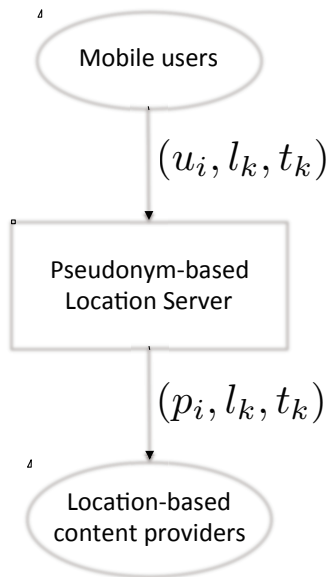 Mobile users
(u_i, l_k, t_k)
Pseudonym-based
Location Server
(p_i, l_k, t_k)
Location-based
content providers